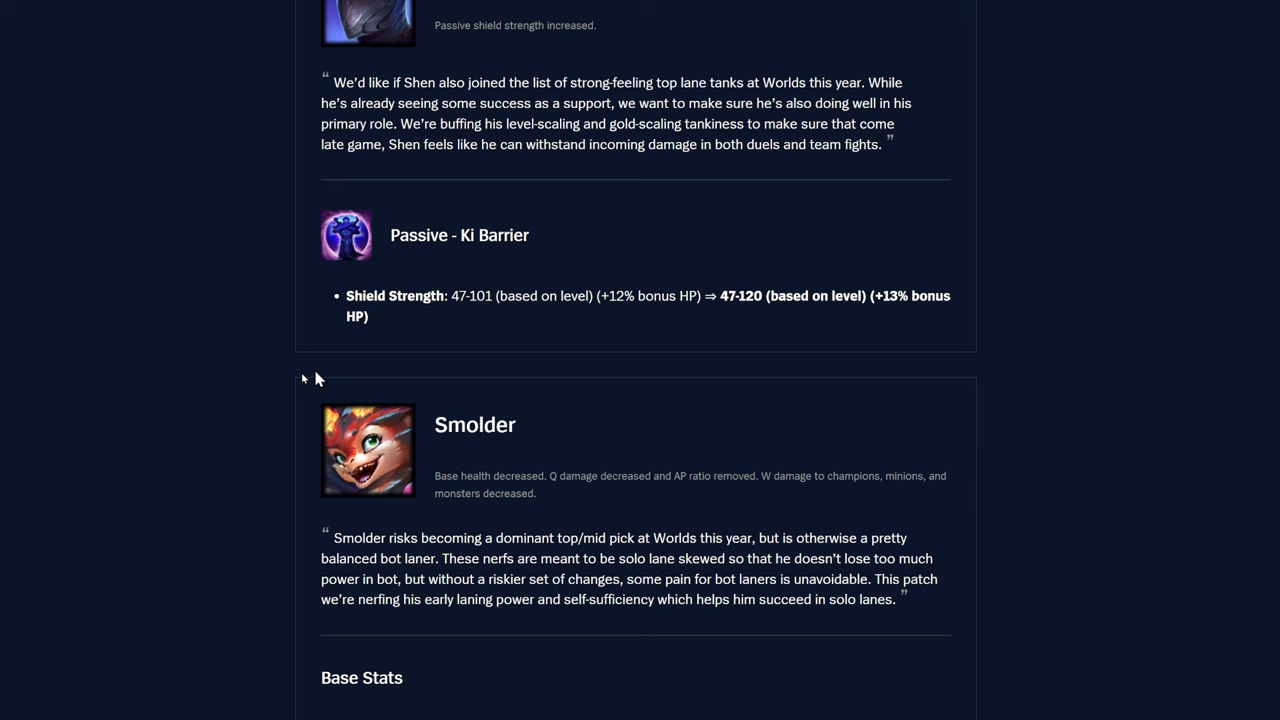 Passive shield strength increased.
“ We’d like if Shen also joined the list of strong-feeling top lane tanks at Worlds this year. While
he’s already seeing some success as a support, we want to make sure he’s also doing well in his
primary role. We’re buffing his level-scaling and gold-scaling tankiness to make sure that come
late game, Shen feels like he can withstand incoming damage in both duels and team fights. ”
Passive - Ki Barrier
• Shield Strength: 47-101 (based on level) (+12% bonus HP) ⇒ 47-120 (based on level) (+13% bonus
HP)
Smolder
Base health decreased. Q damage decreased and AP ratio removed. W damage to champions, minions, and
monsters decreased.
“ Smolder risks becoming a dominant top/mid pick at Worlds this year, but is otherwise a pretty
balanced bot laner. These nerfs are meant to be solo lane skewed so that he doesn’t lose too much
power in bot, but without a riskier set of changes, some pain for bot laners is unavoidable. This patch
we’re nerfing his early laning power and self-sufficiency which helps him succeed in solo lanes. ”
Base Stats